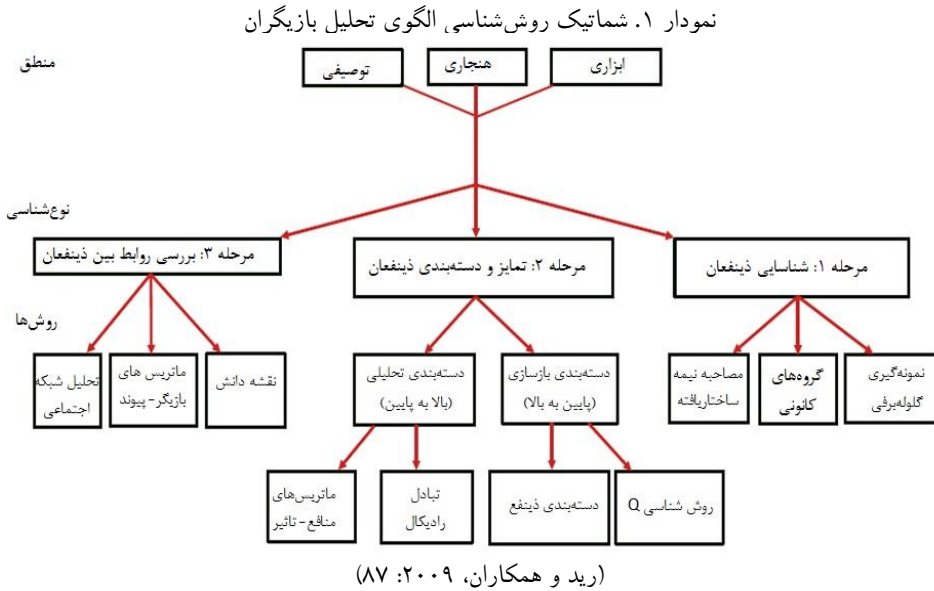 نمودار ۱. شماتیک روش‌شناسی الگوی تحلیل بازیگران
منطق
ابزاری
هنجاری
توصیفی
نوع‌شناسی
مرحله ۱: شناسایی ذینفعان
مرحله ۲: تمایز و دسته‌بندی ذینفعان
مرحله ۳: بررسی روابط بین ذینفعان
روش‌ها
نمونه‌گیری
گلوله‌برفی
گروه‌های
کانونی
مصاحبه نیمه
ساختاریافته
دسته‌بندی بازسازی
(پایین به بالا)
دسته‌بندی تحلیلی
(بالا به پایین)
نقشه دانش
ماتریس های
بازیگر-پیوند
تحلیل شبکه
اجتماعی
روش شناسی Q
دسته‌بندی ذینفع
تبادل
رادیکال
ماتریس‌های
منافع-تاثیر
(رید و همکاران، ۲۰۰۹: ۸۷)